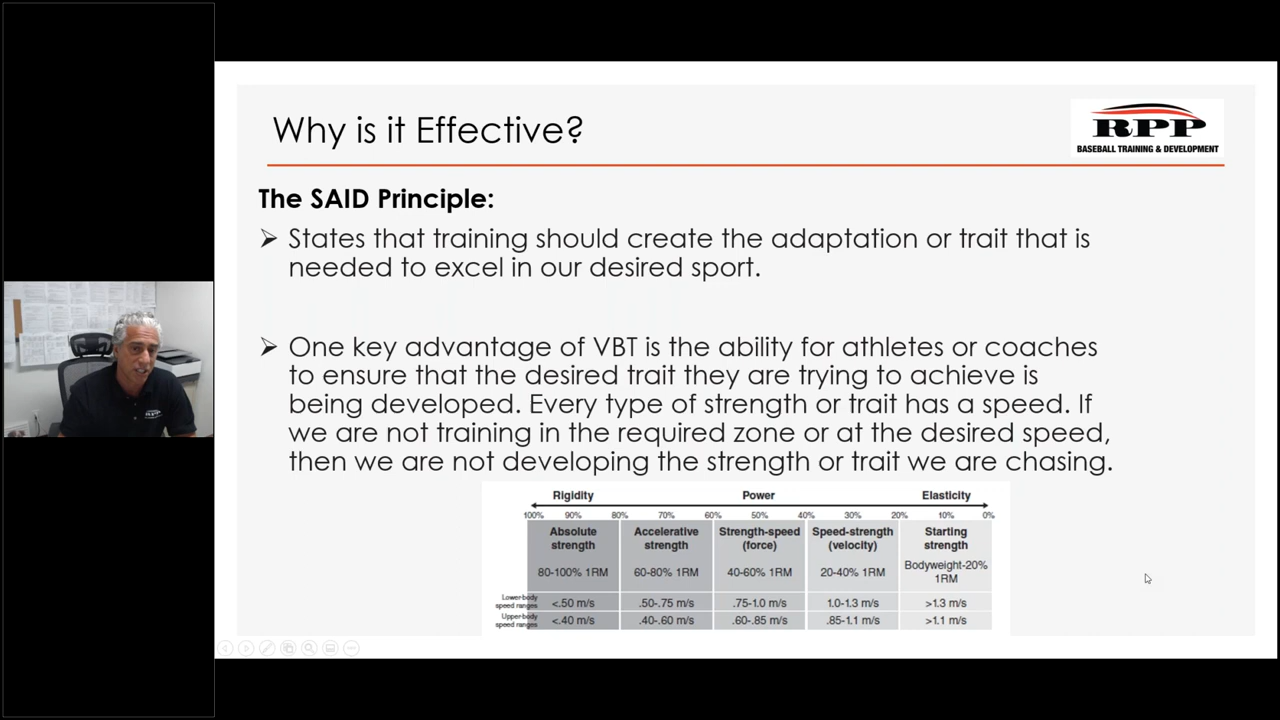 Why is it Effective?
RPP
BASEBALL TRAINING & DEVELOPMENT
The SAID Principle:
States that training should create the adaptation or trait that is
needed to excel in our desired sport.
One key advantage of VBT is the ability for athletes or coaches
to ensure that the desired trait they are trying to achieve is
being developed. Every type of strength or trait has a speed. If
we are not training in the required zone or at the desired speed,
then we are not developing the strength or trait we are chasing.
Rigidity Power Elasticity
100% 90% 80% 70% 60% 50% 40% 30% 20% 10% 0%
Absolute Accelerative Strength-speed Speed-strength Starting
strength strength (force) (velocity) strength
80-100% 1RM 60-80% 1RM 40-60% 1RM 20-40% 1RM Bodyweight-20%
1RM
Lower-body
speed ranges <.50 m/s .50-.75 m/s .75-1.0 m/s 1.0-1.3 m/s >1.3 m/s
Upper-body
speed ranges <.40 m/s .40-.60 m/s .60-.85 m/s .85-1.1 m/s >1.1 m/s